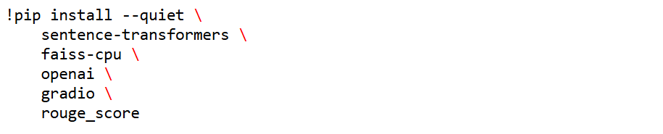 !pip install --quiet \
    sentence-transformers \
    faiss-cpu \
    openai \
    gradio \
    rouge_score